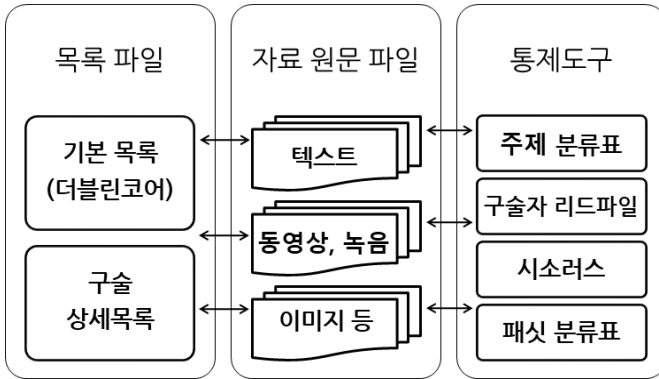 목록 파일
기본 목록
(더블린코어)
구술
상세목록
자료 원문 파일
텍스트
동영상, 녹음
이미지 등
통제도구
주제 분류표
구술자 리드파일
시소러스
패싯 분류표